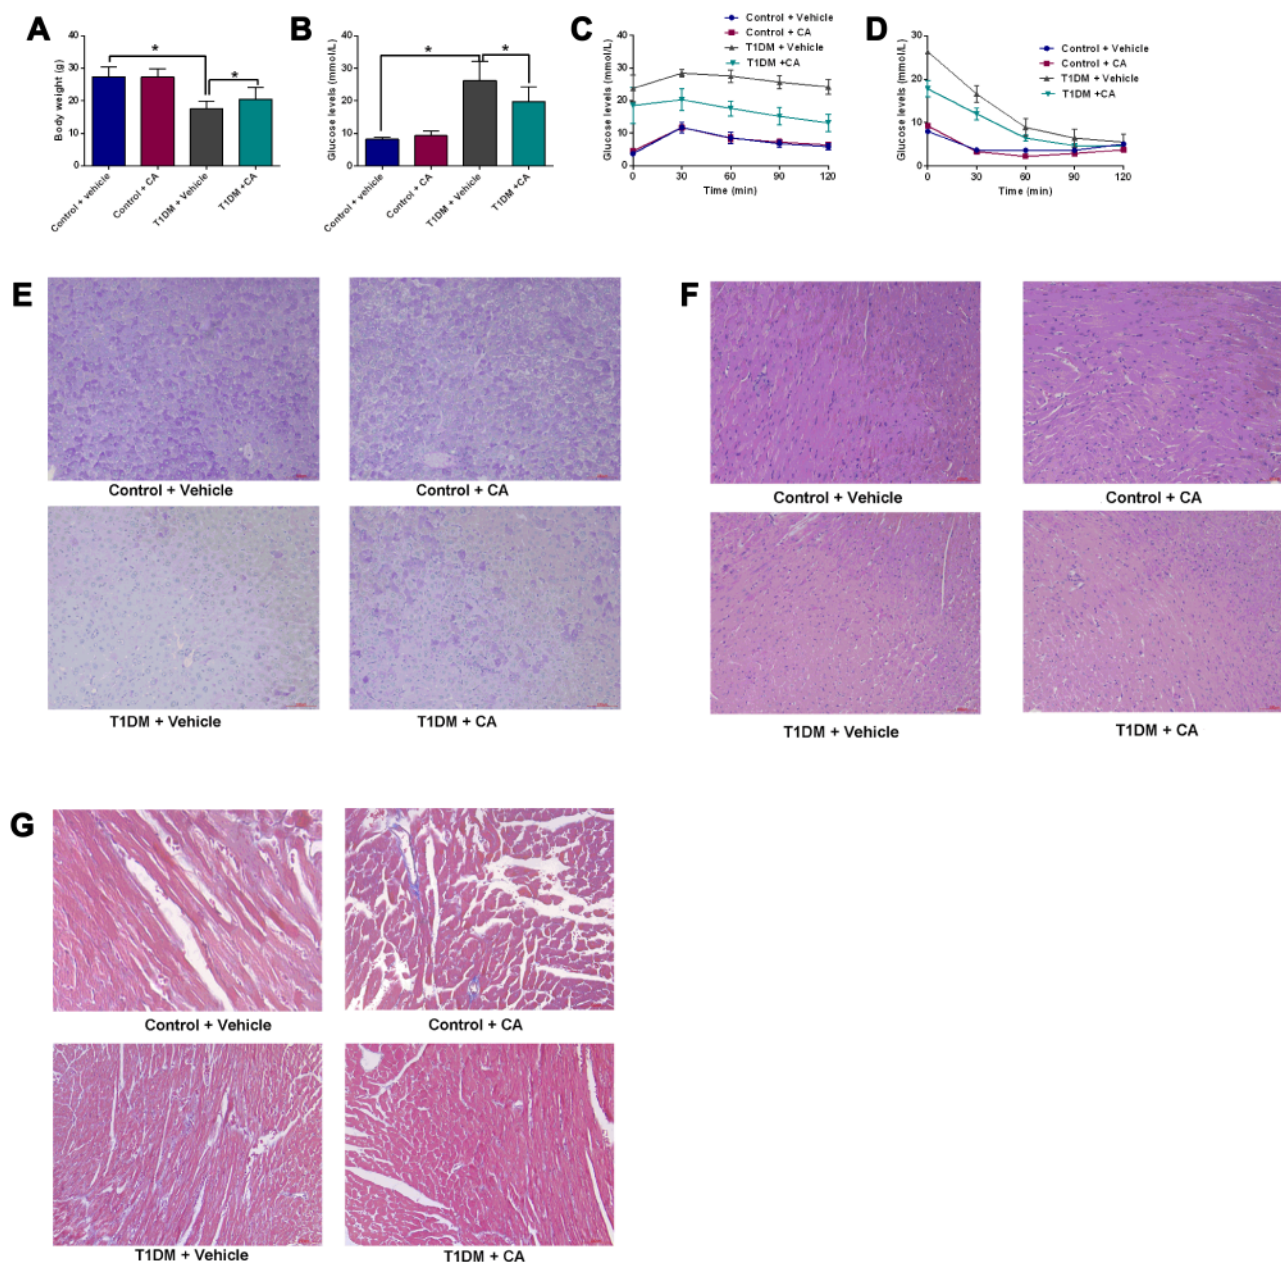 A
Body weight (g)
40
30
20
10
0
*
*
Control + vehicle
Control + CA
T1DM + Vehicle
T1DM +CA
B
Glucose levels (mmol/L)
40
30
20
10
0
*
*
Control + vehicle
Control + CA
T1DM + Vehicle
T1DM +CA
C
Control + Vehicle
Control + CA
T1DM + Vehicle
T1DM +CA
Glucose levels (mmol/L)
40
30
20
10
0
0 30 60 90 120
Time (min)
D
Control + Vehicle
Control + CA
T1DM + Vehicle
T1DM +CA
Glucose levels (mmol/L)
30
20
10
0
0 30 60 90 120
Time (min)
E
Control + Vehicle
Control + CA
T1DM + Vehicle
T1DM + CA
F
Control + Vehicle
Control + CA
T1DM + Vehicle
T1DM + CA
G
Control + Vehicle
Control + CA
T1DM + Vehicle
T1DM + CA